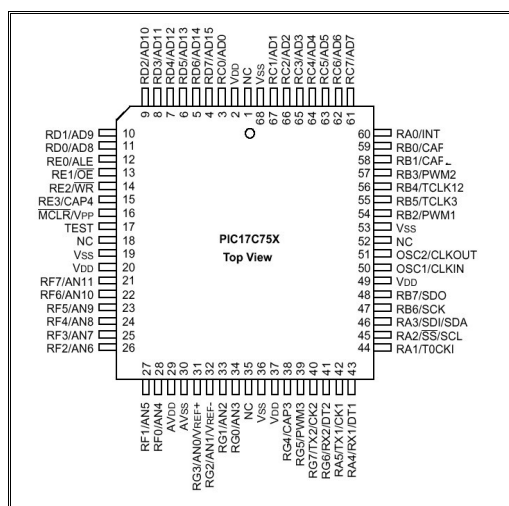 RD2/AD10
RD3/AD11
RD4/AD12
RD5/AD13
RD6/AD14
RD7/AD15
RC0/AD0
VDD
NC
VSS
RC1/AD1
RC2/AD2
RC3/AD3
RC4/AD4
RC5/AD5
RC6/AD6
RC7/AD7
9 8 7 6 5 4 3 2 1 68 67 66 65 64 63 62 61
RD1/AD9 10
RD0/AD8 11
RE0/ALE 12
RE1/OE 13
RE2/WR 14
RE3/CAP4 15
MCLR/VPP 16
TEST 17
NC 18
VSS 19
VDD 20
RF7/AN11 21
RF6/AN10 22
RF5/AN9 23
RF4/AN8 24
RF3/AN7 25
RF2/AN6 26
PIC17C75X
Top View
60 RA0/INT
59 RB0/CAP
58 RB1/CAP
57 RB3/PWM2
56 RB4/TCLK12
55 RB5/TCLK3
54 RB2/PWM1
53 VSS
52 NC
51 OSC2/CLKOUT
50 OSC1/CLKIN
49 VDD
48 RB7/SDO
47 RB6/SCK
46 RA3/SDI/SDA
45 RA2/SS/SCL
44 RA1/T0CKI
27 28 29 30 31 32 33 34 35 36 37 38 39 40 41 42 43
RF1/AN5
RF0/AN4
AVDD
AVSS
RG3/AN0/VREF+
RG2/AN1/VREF-
RG1/AN2
RG0/AN3
NC
VSS
VDD
RG4/CAP3
RG5/PWM3
RG7/TX2/CK2
RG6/RX2/DT2
RA5/TX1/CK1
RA4/RX1/DT1